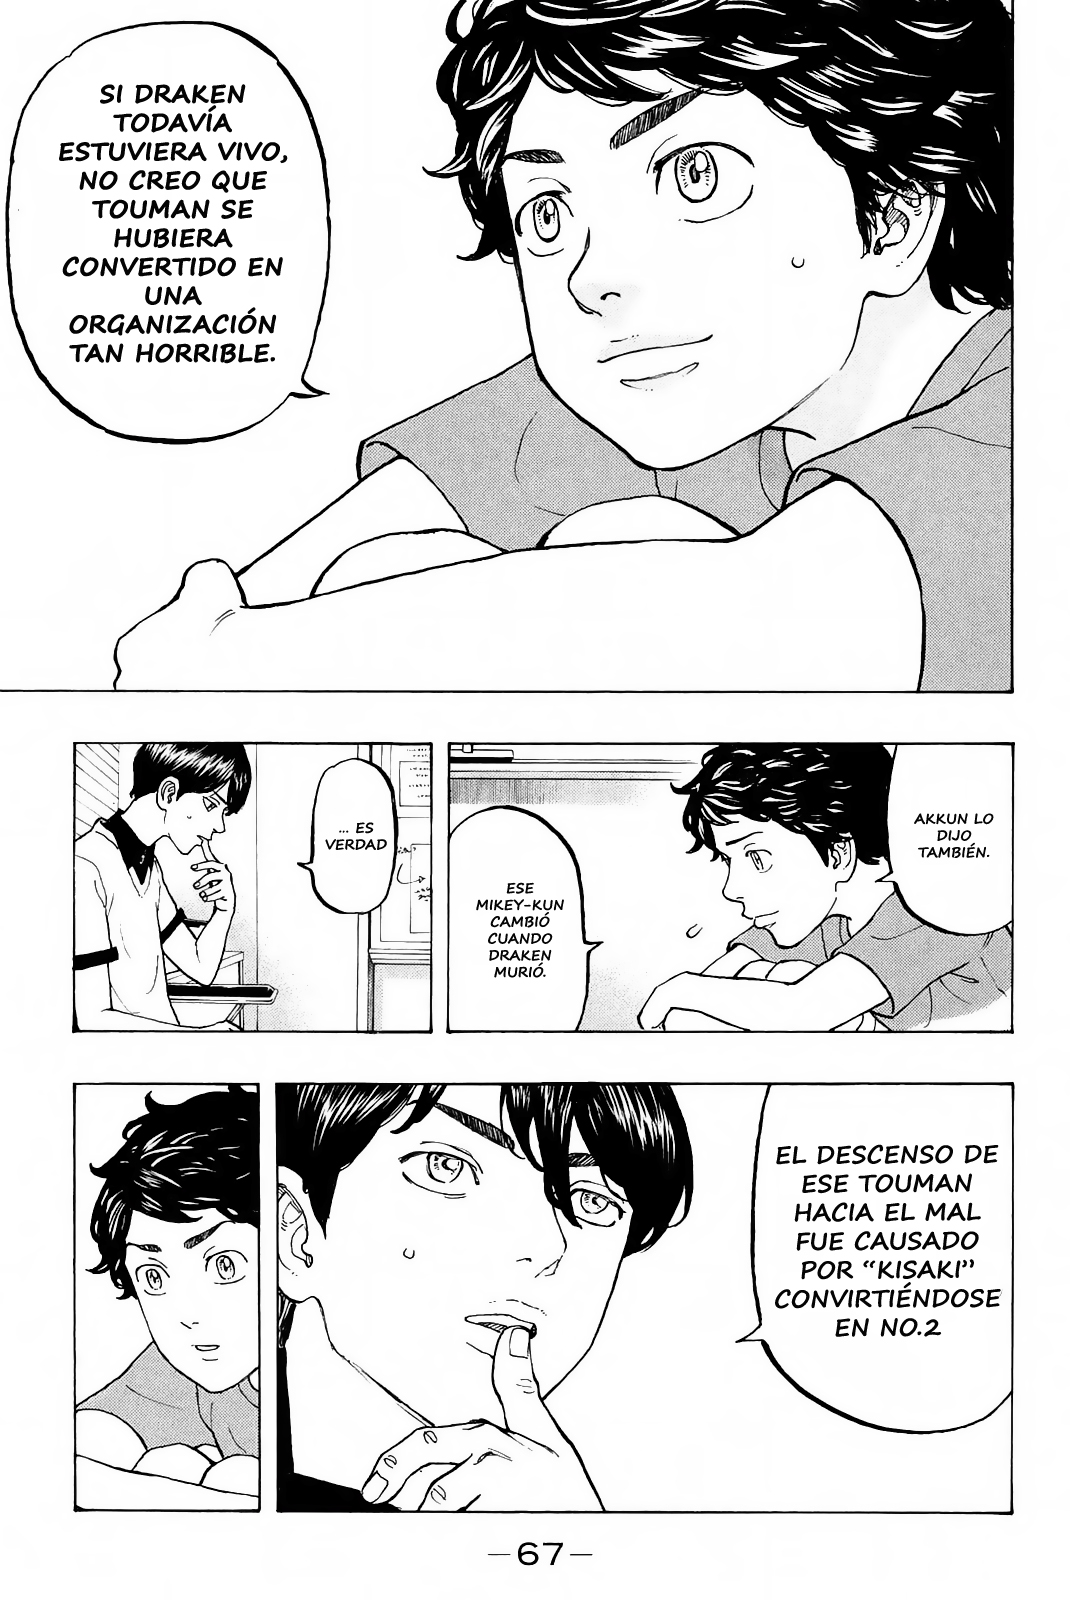 SI DRAKEN
TODAVÍA
ESTUVIERA VIVO,
NO CREO QUE
TOUMAN SE
HUBIERA
CONVERTIDO EN
UNA
ORGANIZACIÓN
TAN HORRIBLE.
AKKUN LO
DIJO
TAMBIÉN.
ESE
MIKEY-KUN
CAMBIÓ
CUANDO
DRAKEN
MURIÓ.
... ES
VERDAD
EL DESCENSO DE
ESE TOUMAN
HACIA EL MAL
FUE CAUSADO
POR “KISAKI”
CONVIRTIÉNDOSE
EN NO.2
—67—